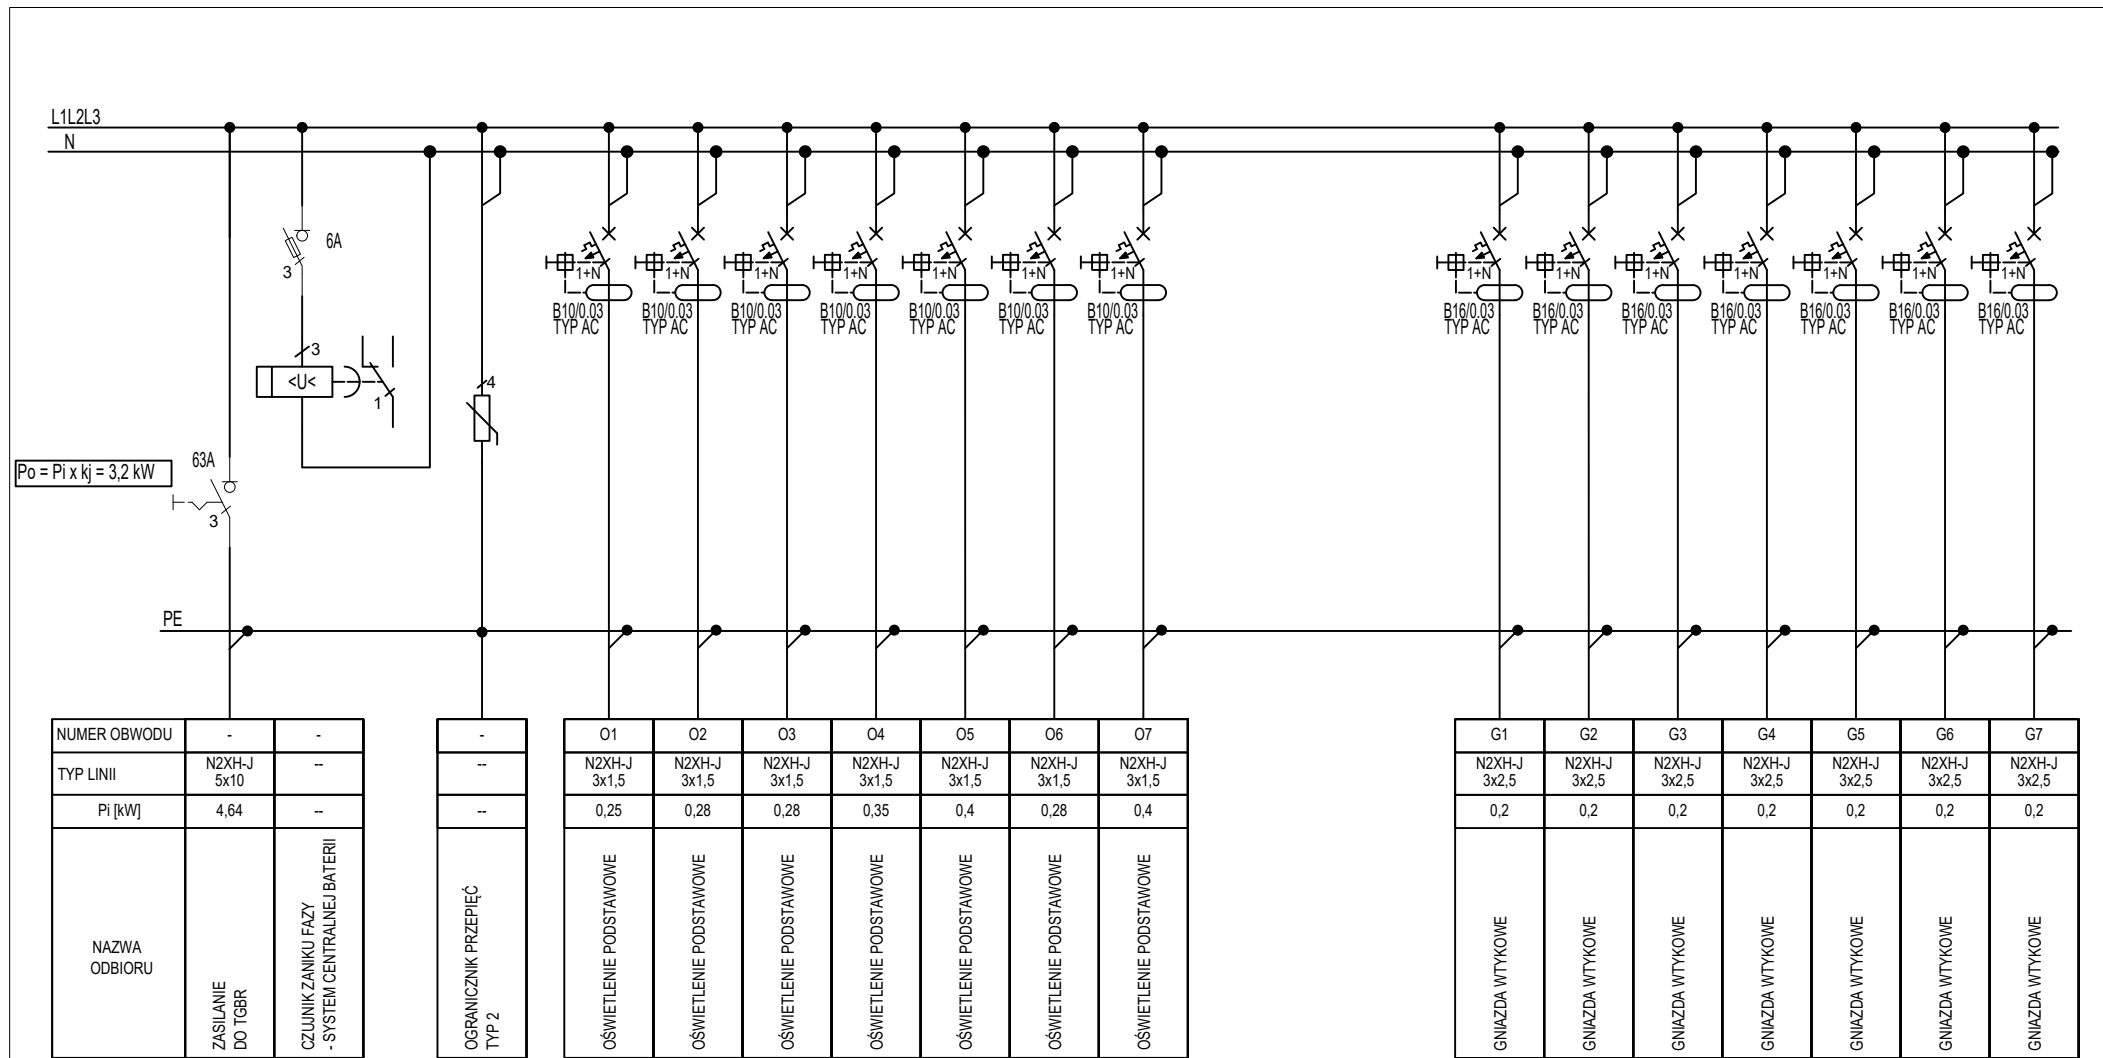 L1L2L3
N
6A
3
3
<U<
1
4
63A
3
Po = Pi x kj = 3,2 kW
1+N 1+N 1+N 1+N 1+N 1+N 1+N 1+N 1+N 1+N 1+N 1+N 1+N 1+N
B10/0.03 B10/0.03 B10/0.03 B10/0.03 B10/0.03 B10/0.03 B10/0.03 B16/0.03 B16/0.03 B16/0.03 B16/0.03 B16/0.03 B16/0.03 B16/0.03
TYP AC TYP AC TYP AC TYP AC TYP AC TYP AC TYP AC TYP AC TYP AC TYP AC TYP AC TYP AC TYP AC TYP AC
PE
NUMER OBWODU - - - O1 O2 O3 O4 O5 O6 O7 G1 G2 G3 G4 G5 G6 G7
TYP LINII
N2XH-J
5x10
--
--
N2XH-J N2XH-J N2XH-J N2XH-J N2XH-J N2XH-J N2XH-J N2XH-J N2XH-J N2XH-J N2XH-J N2XH-J N2XH-J N2XH-J
3x1,5 3x1,5 3x1,5 3x1,5 3x1,5 3x1,5 3x1,5 3x2,5 3x2,5 3x2,5 3x2,5 3x2,5 3x2,5 3x2,5
Pi [kW] 4,64 -- -- 0,25 0,28 0,28 0,35 0,4 0,28 0,4 0,2 0,2 0,2 0,2 0,2 0,2 0,2
NAZWA
ODBIORU
ZASILANIE
DO TGBR
CZUJNIK ZANIKU FAZY
- SYSTEM CENTRALNEJ BATERII
OGRANICZNIK PRZEPIĘĆ
TYP 2
OŚWIETLENIE PODSTAWOWE
OŚWIETLENIE PODSTAWOWE
OŚWIETLENIE PODSTAWOWE
OŚWIETLENIE PODSTAWOWE
OŚWIETLENIE PODSTAWOWE
OŚWIETLENIE PODSTAWOWE
OŚWIETLENIE PODSTAWOWE
GNIAZDA WTYKOWE
GNIAZDA WTYKOWE
GNIAZDA WTYKOWE
GNIAZDA WTYKOWE
GNIAZDA WTYKOWE
GNIAZDA WTYKOWE
GNIAZDA WTYKOWE